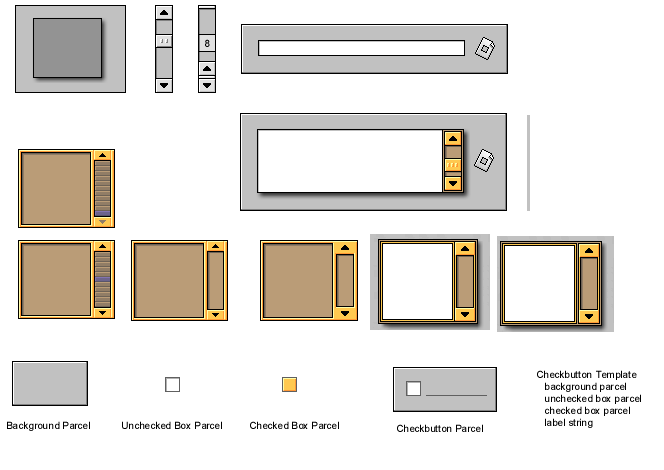 8
Checkbutton Template
background parcel
unchecked box parcel
checked box parcel
label string
Background Parcel
Unchecked Box Parcel
Checked Box Parcel
Checkbutton Parcel